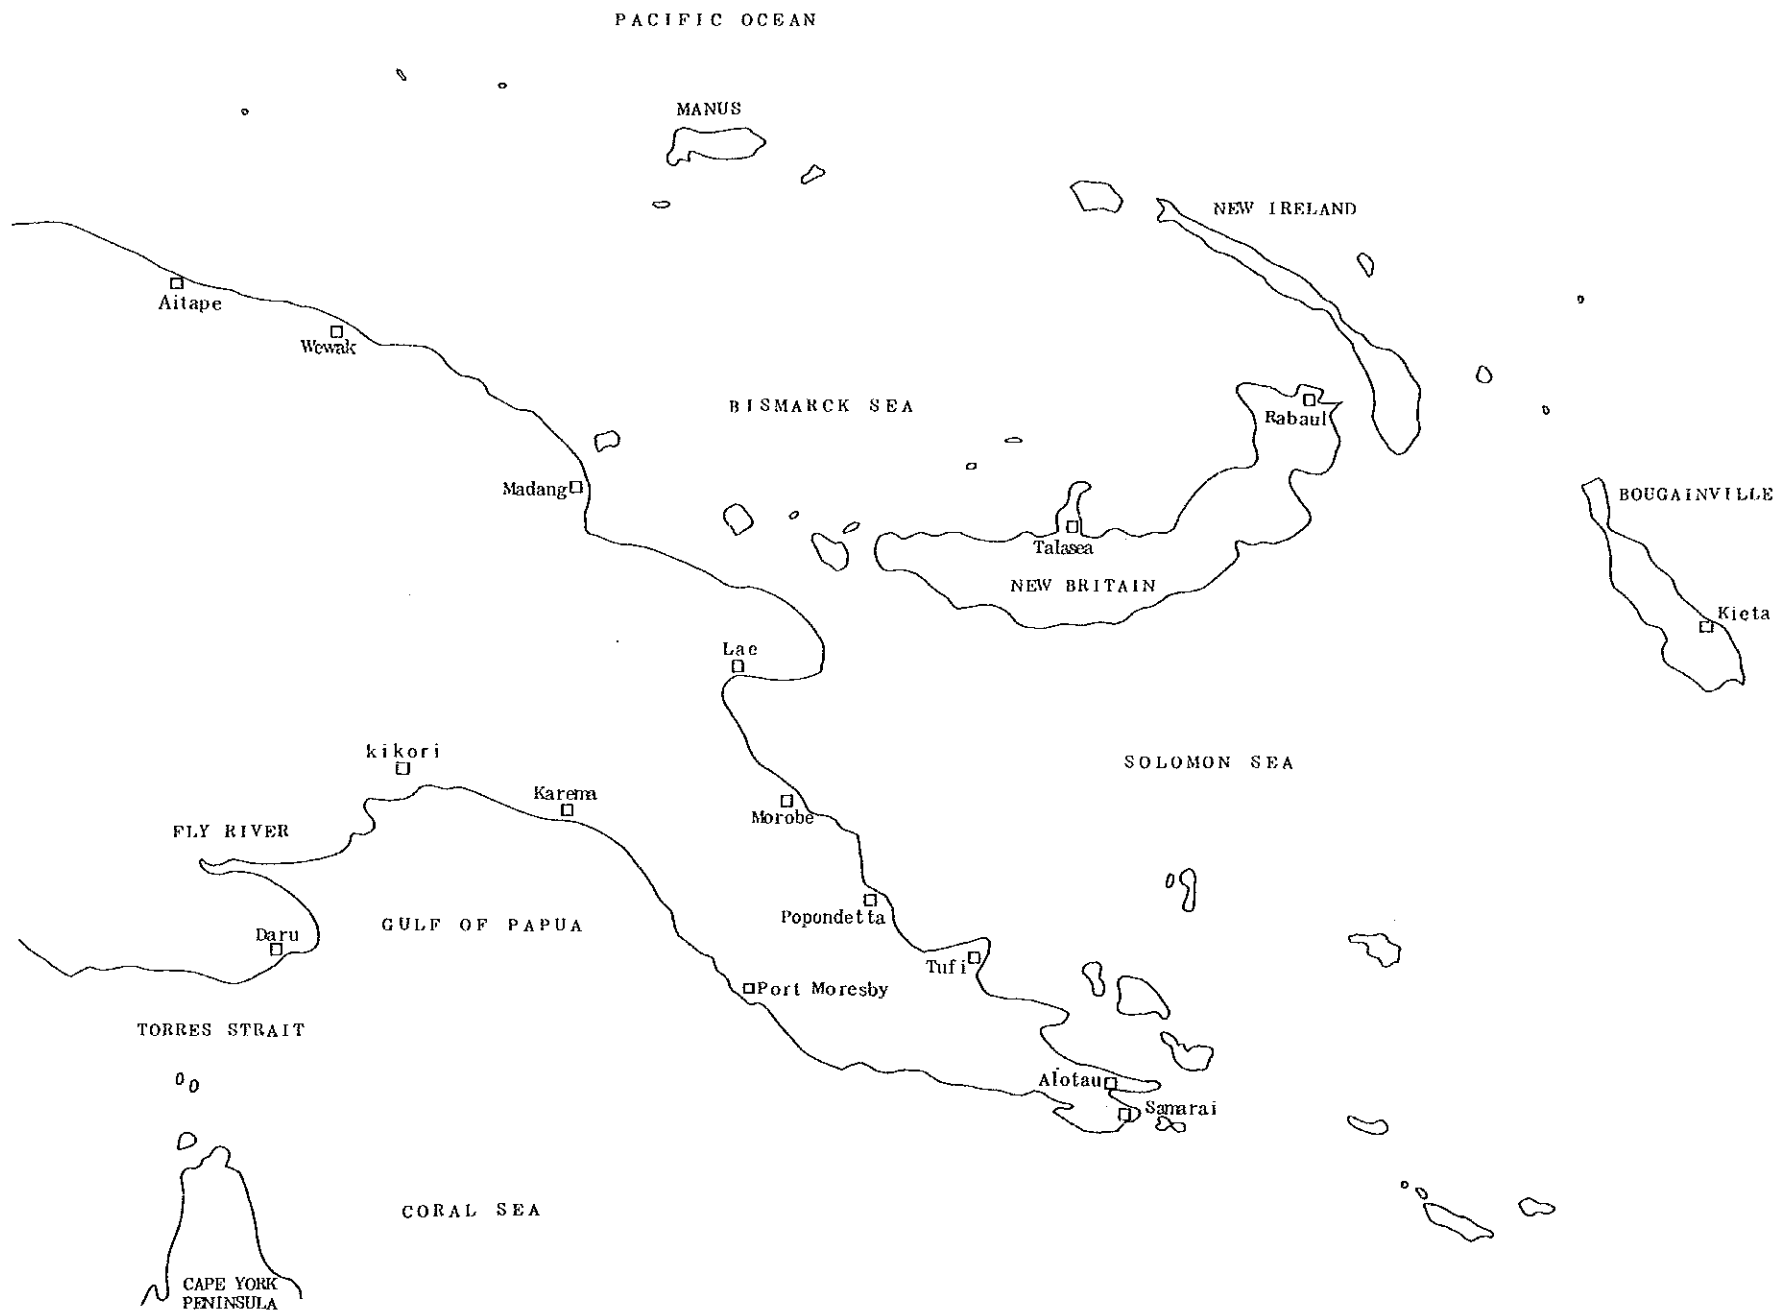 PACIFIC OCEAN
MANUS
NEW IRELAND
Aitape
Wewak
BISMARCK SEA
Rabaul
Madang
BOUGAINVILLE
Talasea
NEW BRITAIN
Kieta
Lae
kikori
SOLOMON SEA
Karema
Morobe
FLY RIVER
Popondetta
GULF OF PAPUA
Daru
Tufi
Port Moresby
TORRES STRAIT
Alotau
Samarai
CORAL SEA
CAPE YORK
PENINSULA